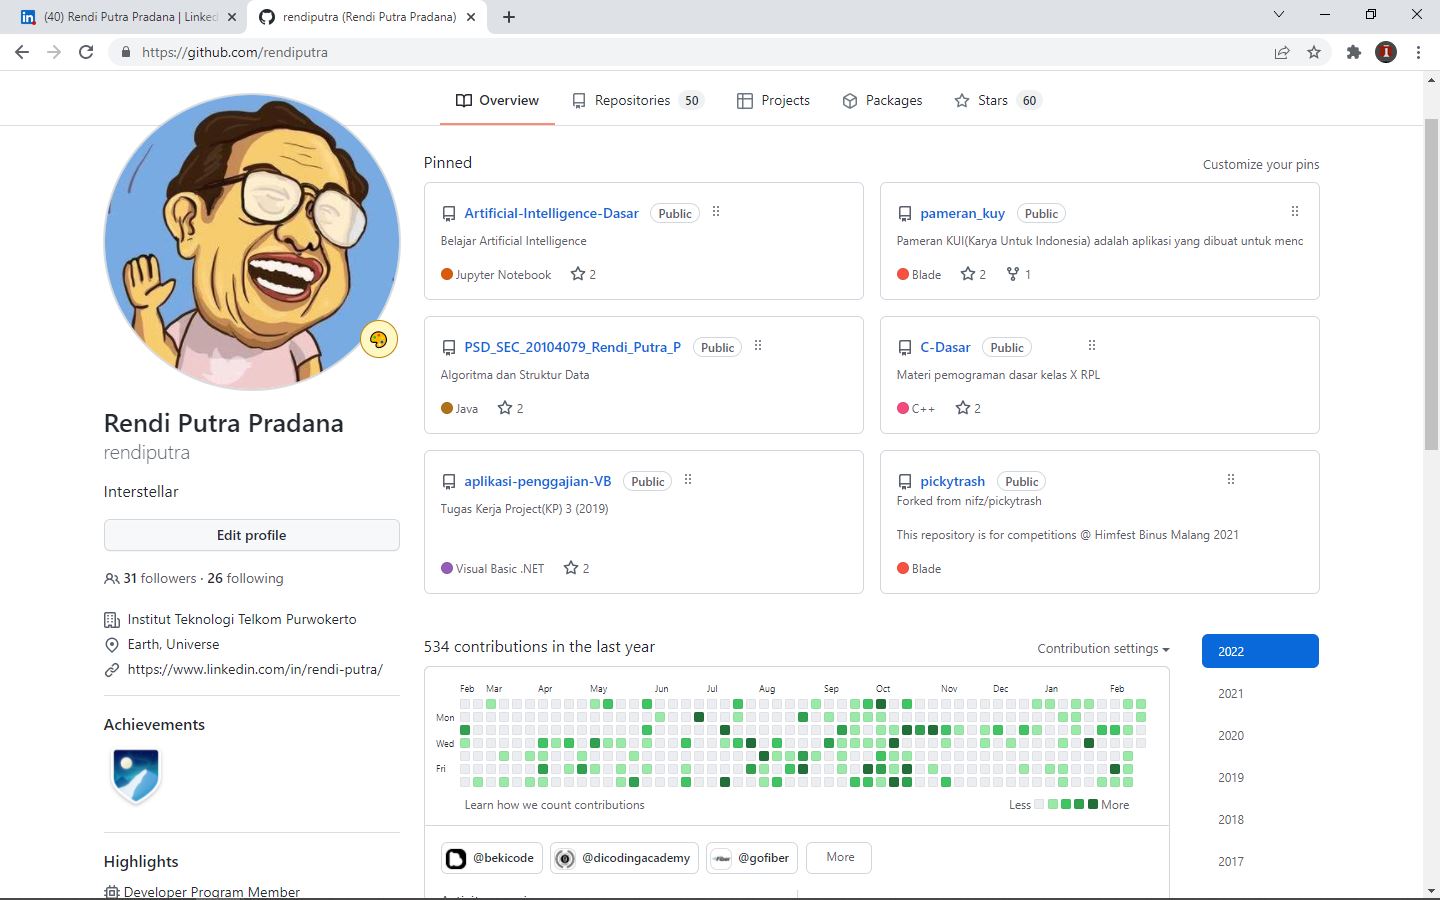 (40) Rendi Putra Pradana | Linked
rendiputra (Rendi Putra Pradana)
https://github.com/rendiputra
Overview
Repositories 50
Projects
Packages
Stars 60
Rendi Putra Pradana
rendiputra
Interstellar
Edit profile
31 followers · 26 following
Institut Teknologi Telkom Purwokerto
Earth, Universe
https://www.linkedin.com/in/rendi-putra/
Achievements
Highlights
Developer Program Member
Pinned
Customize your pins
Artificial-Intelligence-Dasar Public
Belajar Artificial Intelligence
Jupyter Notebook 2
pameran_kuy Public
Pameran KUI(Karya Untuk Indonesia) adalah aplikasi yang dibuat untuk menc
Blade 2 1
PSD_SEC_20104079_Rendi_Putra_P Public
Algoritma dan Struktur Data
Java 2
C-Dasar Public
Materi pemograman dasar kelas X RPL
C++ 2
aplikasi-penggajian-VB Public
Tugas Kerja Project(KP) 3 (2019)
Visual Basic .NET 2
pickytrash Public
Forked from nifz/pickytrash
This repository is for competitions @ Himfest Binus Malang 2021
Blade
534 contributions in the last year
Contribution settings
Feb Mar Apr May Jun Jul Aug Sep Oct Nov Dec Jan Feb
Mon
Wed
Fri
Learn how we count contributions
Less More
@bekicode
@dicodingacademy
@gofiber
More
2022
2021
2020
2019
2018
2017